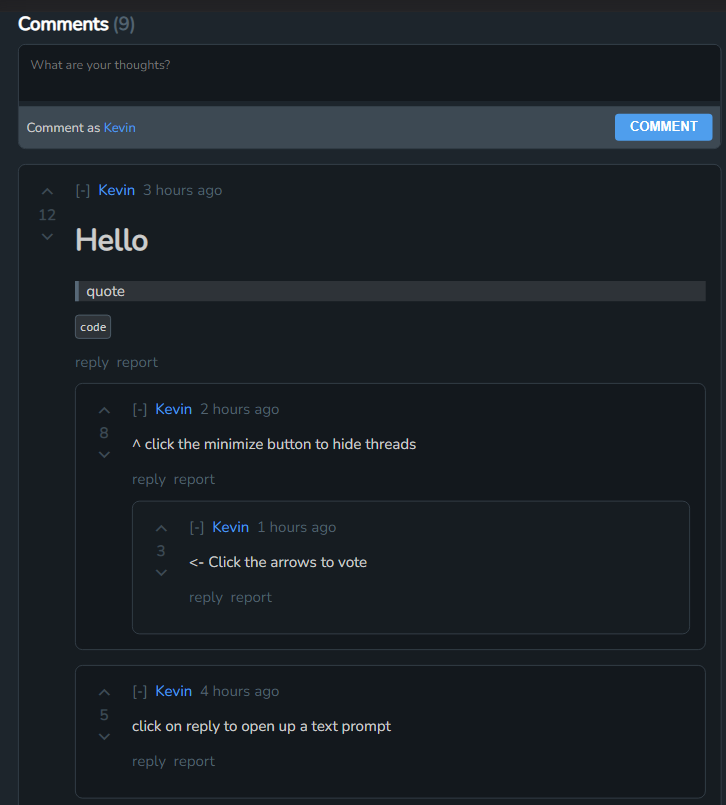 Comments (9)
What are your thoughts?
Comment as Kevin
COMMENT
[-] Kevin 3 hours ago
12
Hello
quote
code
reply report
[-] Kevin 2 hours ago
8
^ click the minimize button to hide threads
reply report
[-] Kevin 1 hours ago
3
<- Click the arrows to vote
reply report
[-] Kevin 4 hours ago
5
click on reply to open up a text prompt
reply report